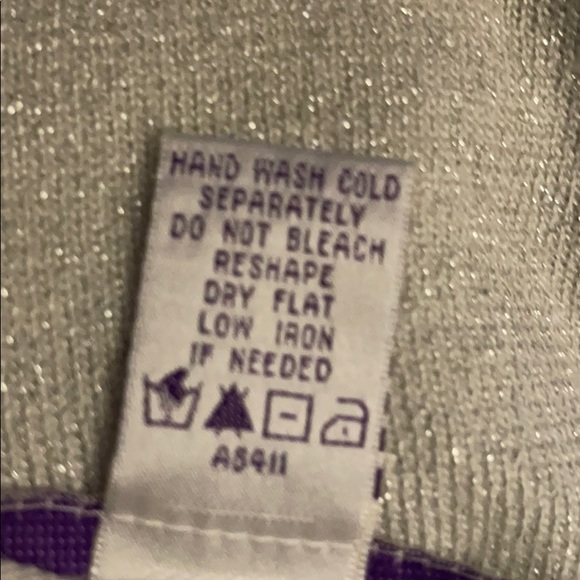 HAND WASH COLD
SEPARATELY
DO NOT BLEACH
RESHAPE
DRY FLAT
LOW IRON
IF NEEDED
A5411